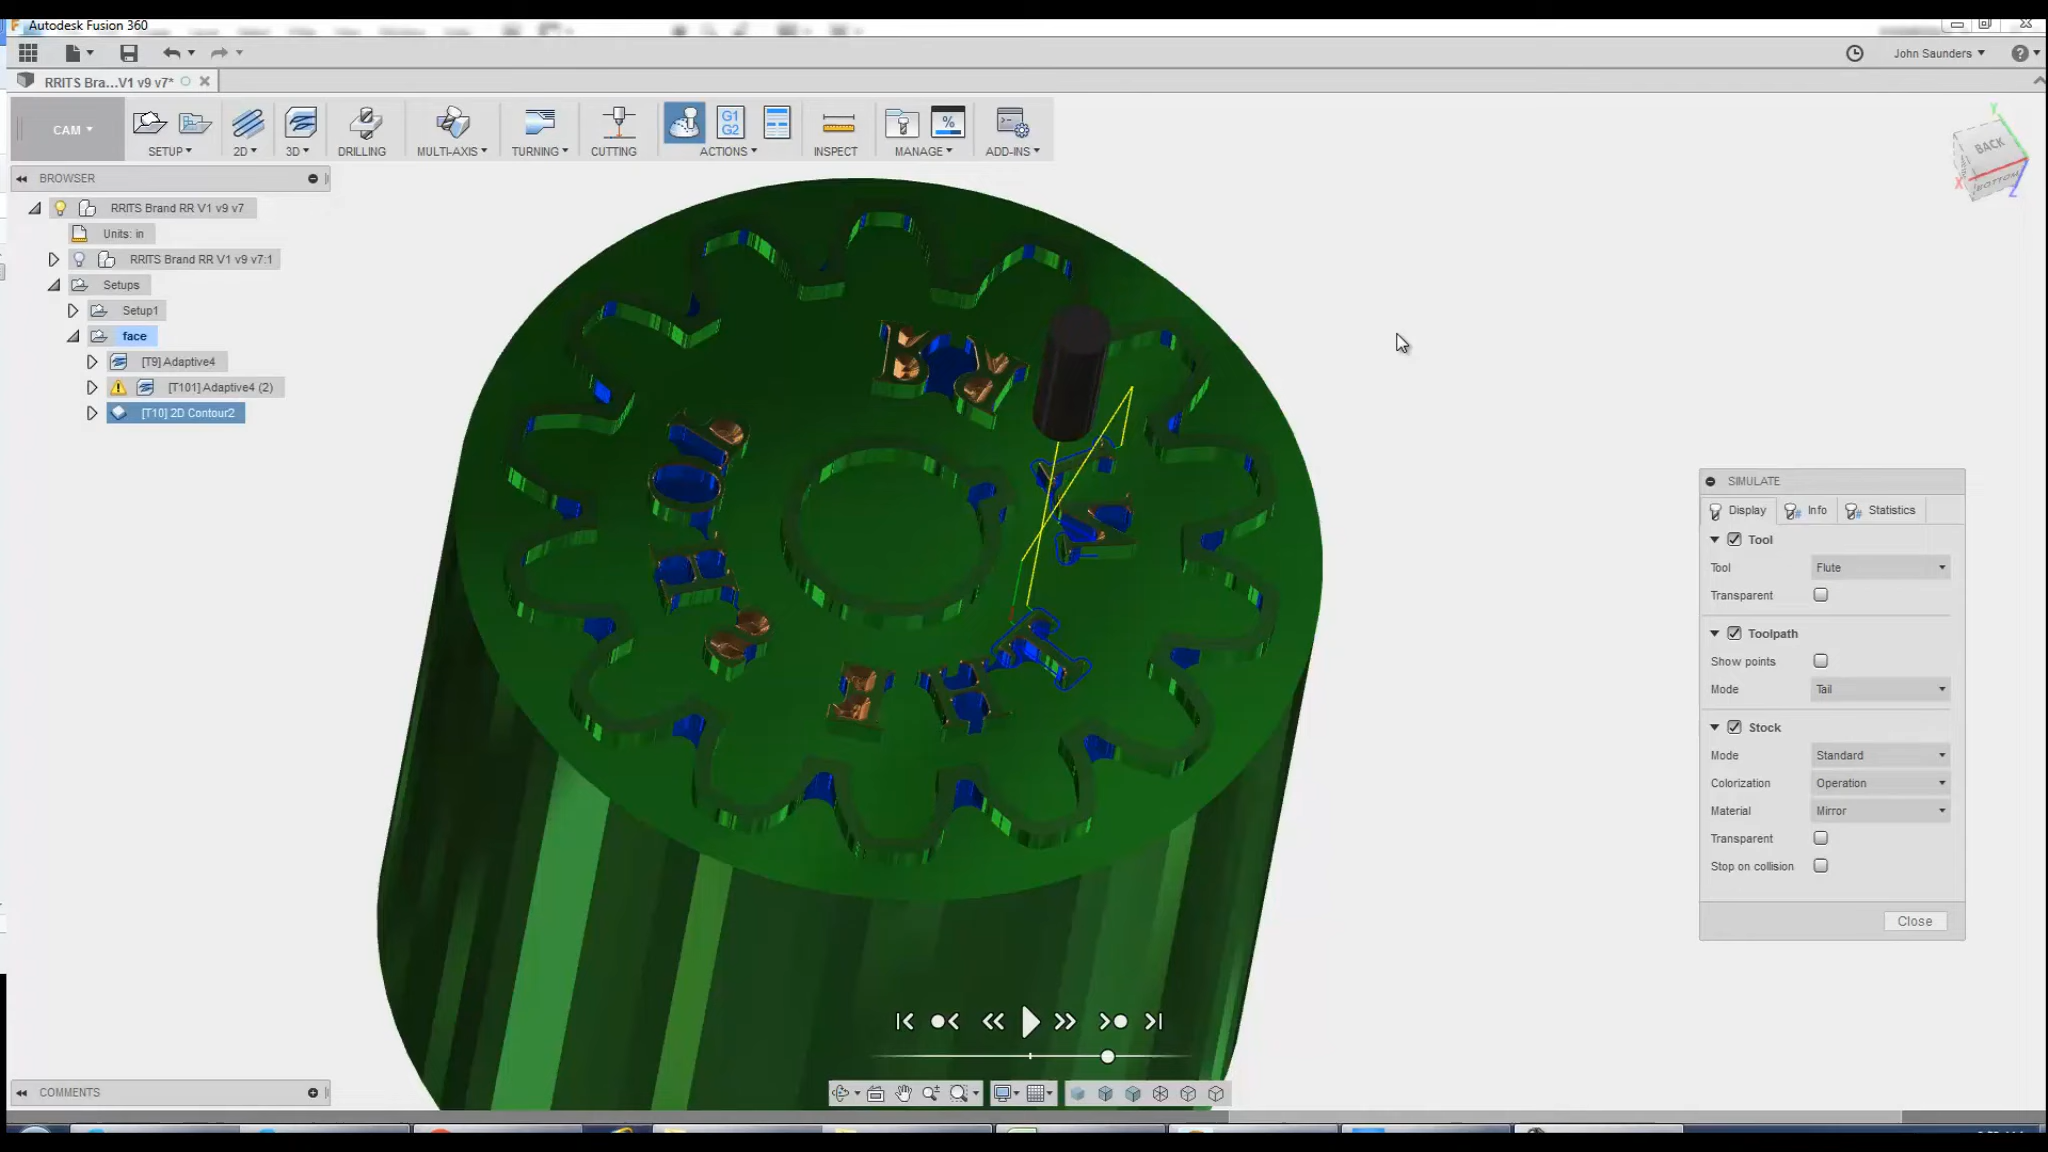 Autodesk Fusion 360
John Saunders
RRITS Bra...V1 v9 v7*
CAM
SETUP
2D
3D
DRILLING
MULTI-AXIS
TURNING
CUTTING
G1
G2
ACTIONS
INSPECT
%
MANAGE
ADD-INS
BACK
BOTTOM
X
Y
Z
BROWSER
RRITS Brand RR V1 v9 v7
Units: in
RRITS Brand RR V1 v9 v7:1
Setups
Setup1
face
[T9] Adaptive4
[T101] Adaptive4 (2)
[T10] 2D Contour2
SIMULATE
Display
Info
Statistics
Tool
Tool Flute
Transparent
Toolpath
Show points
Mode Tail
Stock
Mode Standard
Colorization Operation
Material Mirror
Transparent
Stop on collision
Close
COMMENTS